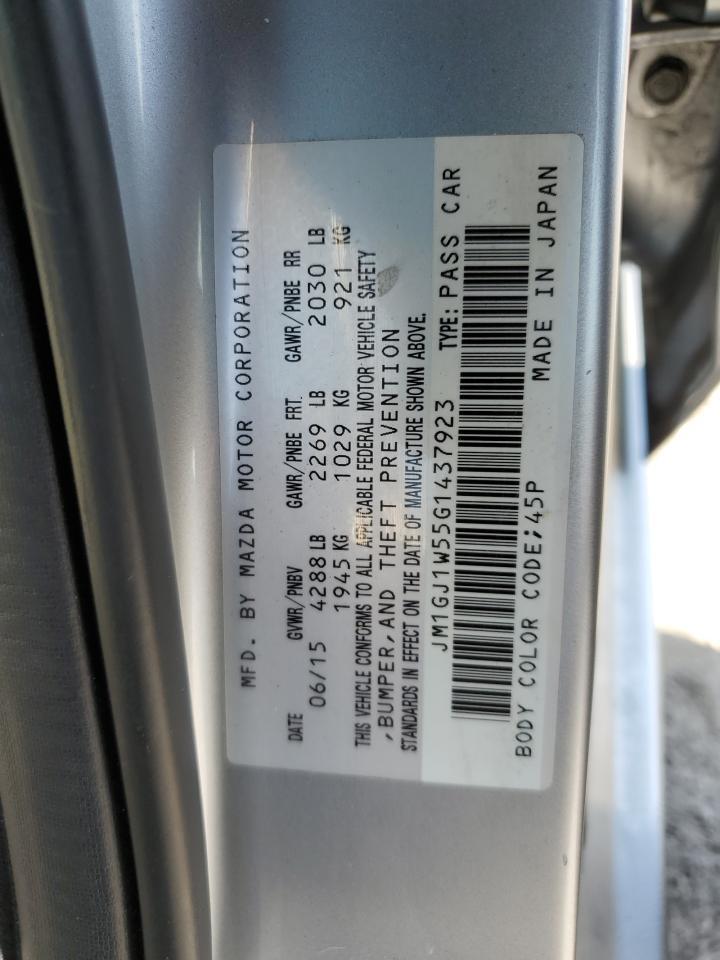 MFD. BY MAZDA MOTOR CORPORATION
DATE GVWR/PNBV GAWR/PNBE FRT. GAWR/PNBE RR
06/15 4288 LB 2269 LB 2030 LB
1945 KG 1029 KG 921 KG
THIS VEHICLE CONFORMS TO ALL APPLICABLE FEDERAL MOTOR VEHICLE SAFETY
,BUMPER,AND THEFT PREVENTION
STANDARDS IN EFFECT ON THE DATE OF MANUFACTURE SHOWN ABOVE.
JM1GJ1W55G1437923 TYPE: PASS CAR
BODY COLOR CODE;45P MADE IN JAPAN